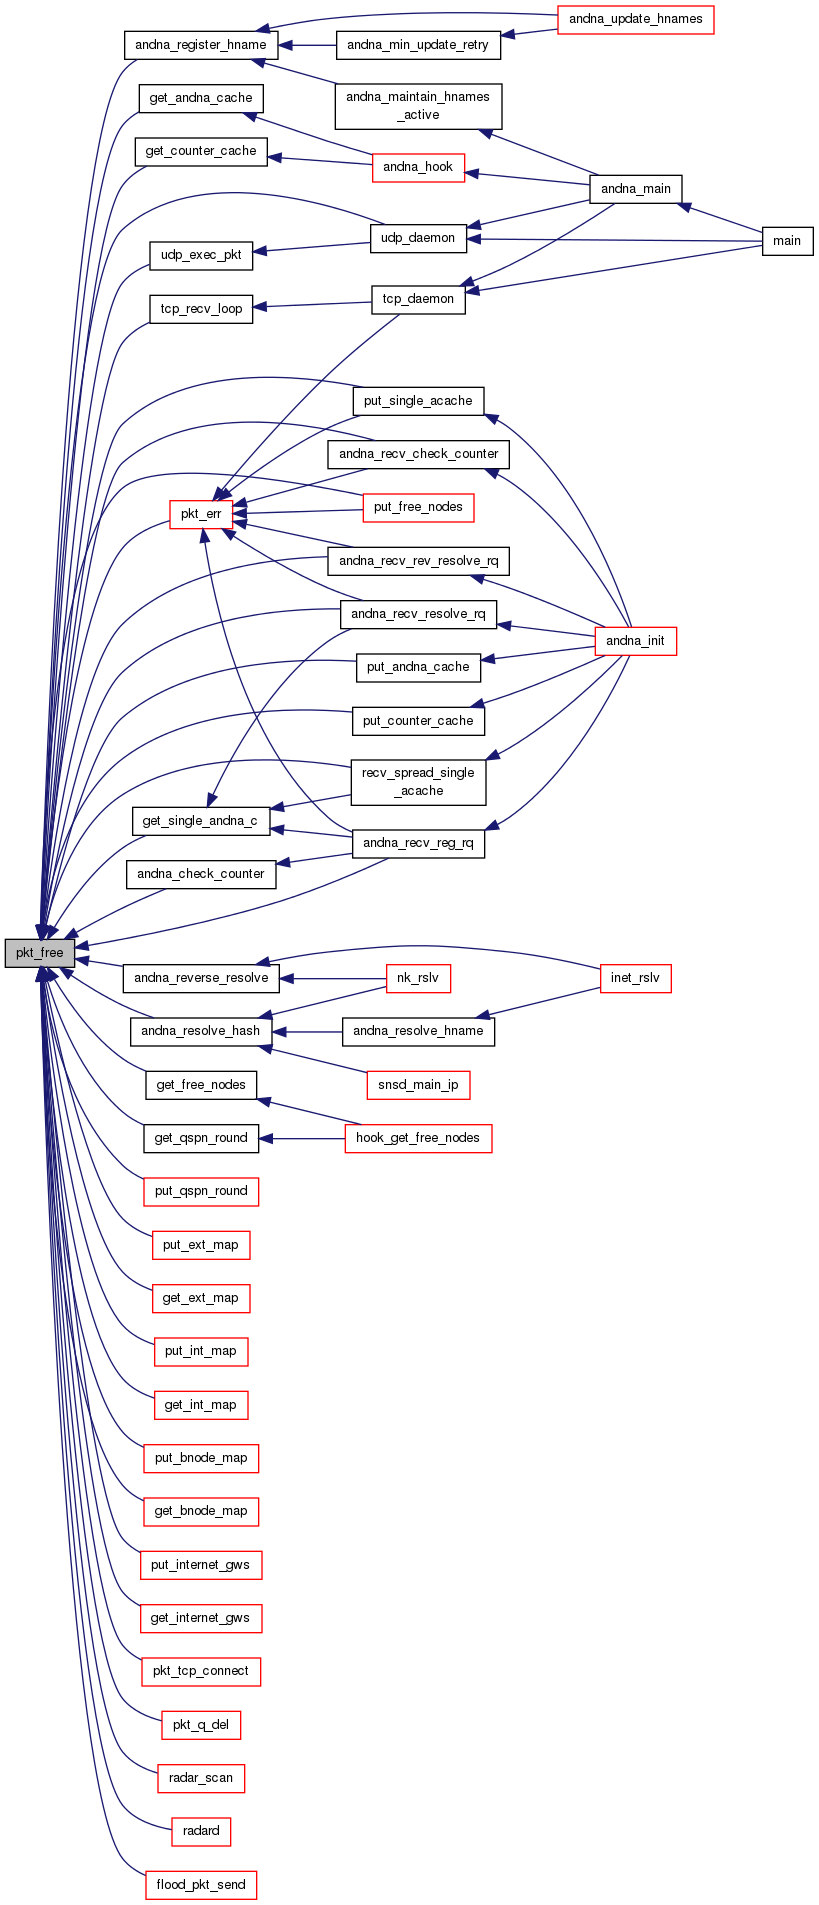 andna_update_hnames
andna_register_hname
andna_min_update_retry
get_andna_cache
andna_maintain_hnames
_active
get_counter_cache
andna_hook
andna_main
udp_daemon
main
udp_exec_pkt
tcp_recv_loop
tcp_daemon
put_single_acache
andna_recv_check_counter
put_free_nodes
pkt_err
andna_recv_rev_resolve_rq
andna_recv_resolve_rq
andna_init
put_andna_cache
put_counter_cache
recv_spread_single
_acache
get_single_andna_c
andna_recv_reg_rq
andna_check_counter
pkt_free
andna_reverse_resolve
nk_rslv
inet_rslv
andna_resolve_hash
andna_resolve_hname
get_free_nodes
snsd_main_ip
get_qspn_round
hook_get_free_nodes
put_qspn_round
put_ext_map
get_ext_map
put_int_map
get_int_map
put_bnode_map
get_bnode_map
put_internet_gws
get_internet_gws
pkt_tcp_connect
pkt_q_del
radar_scan
radard
flood_pkt_send